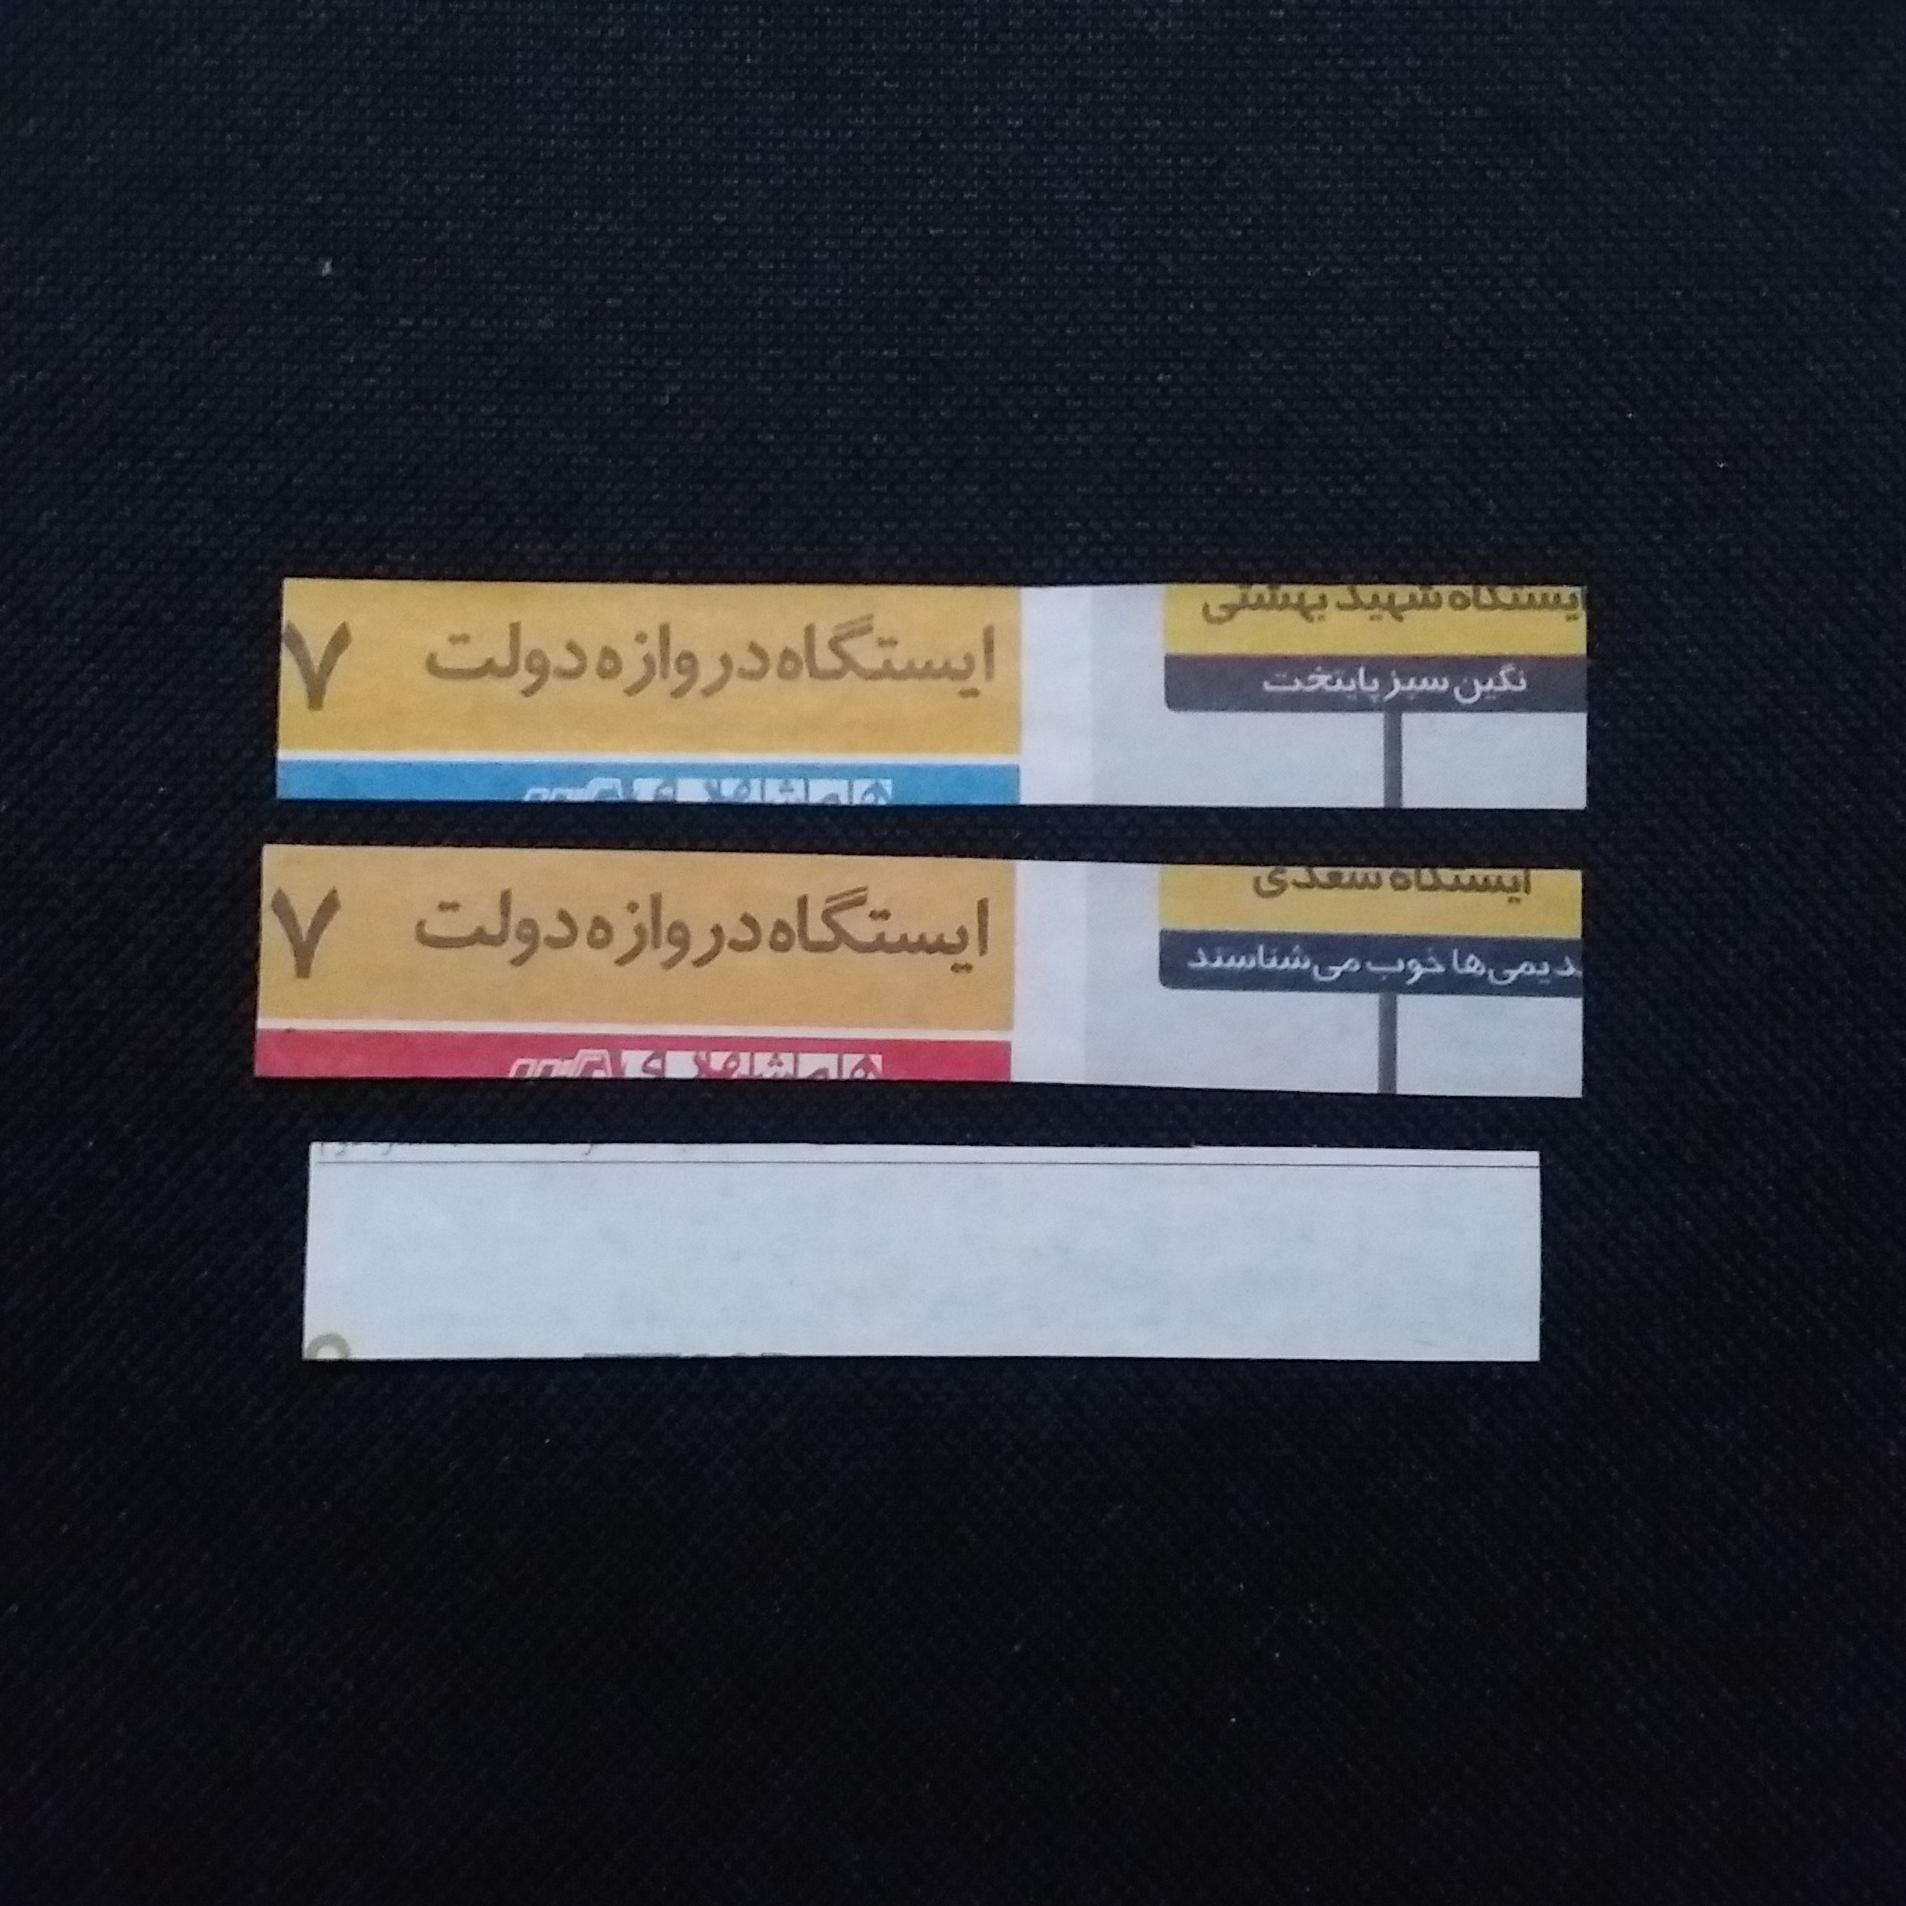 ایستگاه دروازه دولت ۷
ایستگاه شهید بهشتی
نگین سبز پایتخت
ایستگاه دروازه دولت ۷
ایستگاه سعدی
می‌ها خوب می‌شناسند